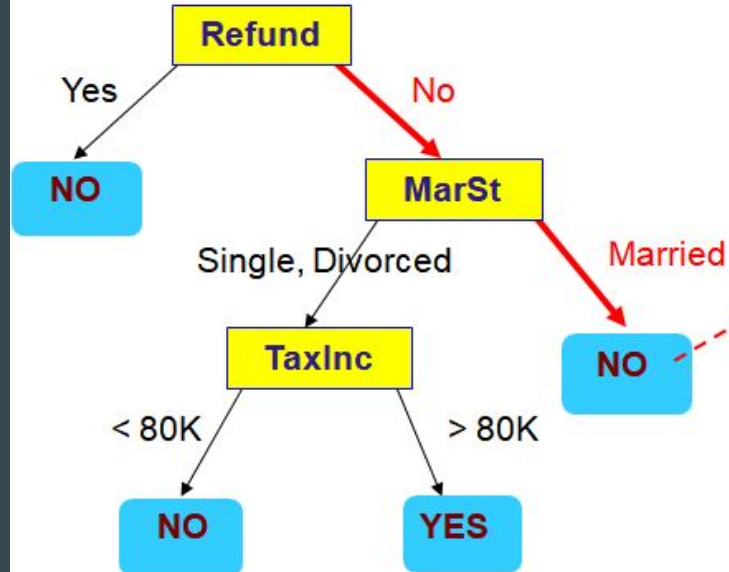 Refund
Yes
No
NO
MarSt
Single, Divorced
Married
TaxInc
NO
< 80K
> 80K
NO
YES